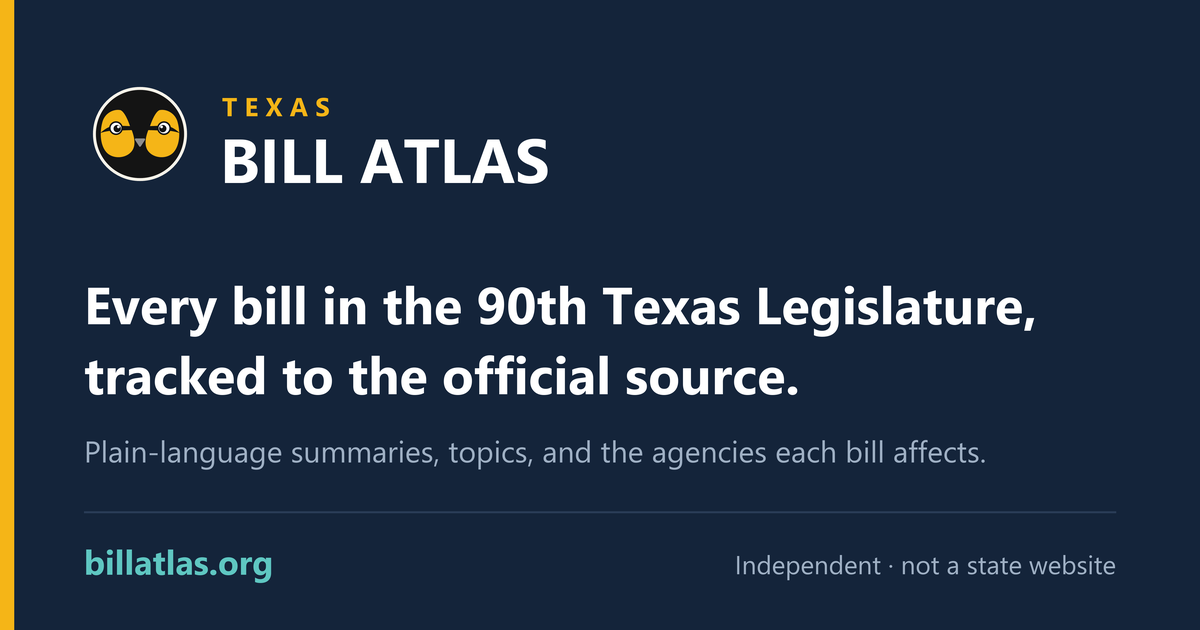 TEXAS
BILL ATLAS
Every bill in the 90th Texas Legislature,
tracked to the official source.
Plain-language summaries, topics, and the agencies each bill affects.
billatlas.org
Independent · not a state website